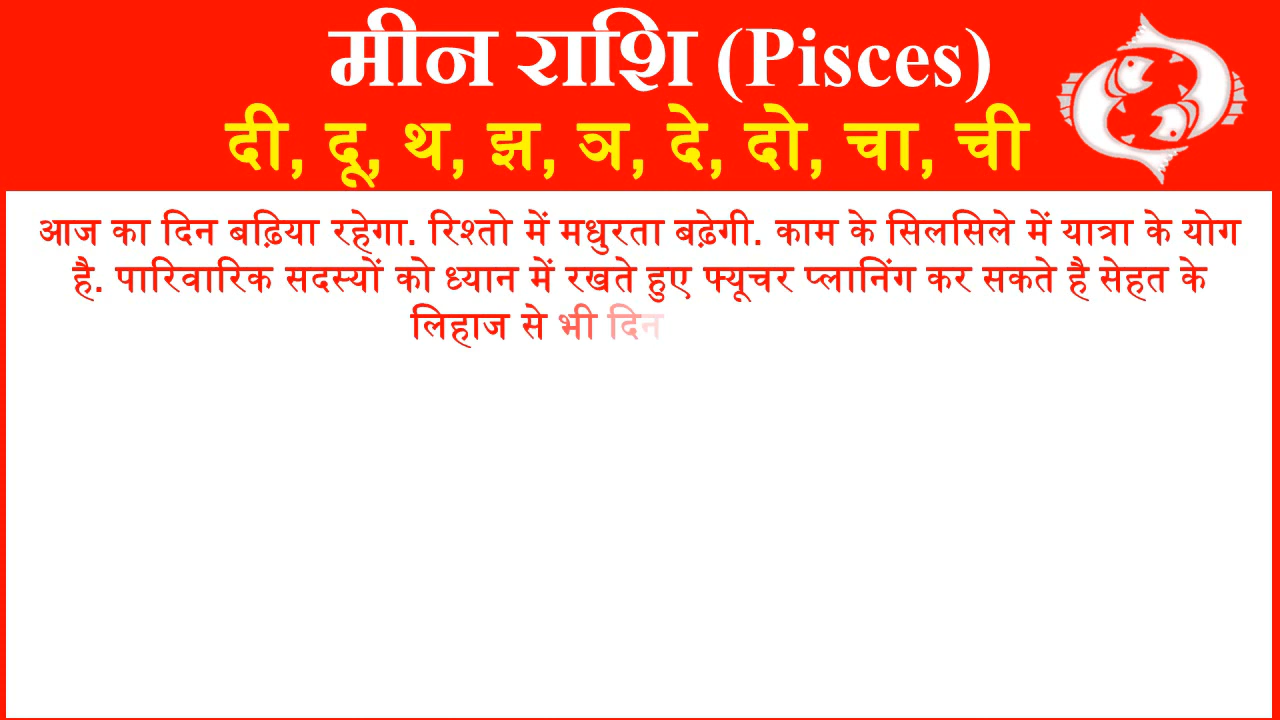 मीन राशि (Pisces)
दी, दू, थ, झ, ञ, दे, दो, चा, ची
आज का दिन बढ़िया रहेगा. रिश्तो में मधुरता बढ़ेगी. काम के सिलसिले में यात्रा के योग
है. पारिवारिक सदस्यों को ध्यान में रखते हुए फ्यूचर प्लानिंग कर सकते है सेहत के
लिहाज से भी दिन